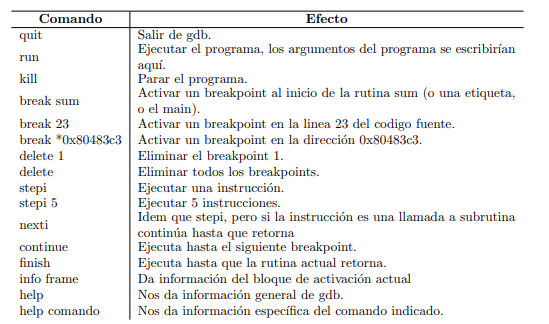 Comando Efecto
quit Salir de gdb.
run Ejecutar el programa, los argumentos del programa se escribirían
aquí.
kill Parar el programa.
break sum Activar un breakpoint al inicio de la rutina sum (o una etiqueta,
o el main).
break 23 Activar un breakpoint en la linea 23 del codigo fuente.
break *0x80483c3 Activar un breakpoint en la dirección 0x80483c3.
delete 1 Eliminar el breakpoint 1.
delete Eliminar todos los breakpoints.
stepi Ejecutar una instrucción.
stepi 5 Ejecutar 5 instrucciones.
nexti Idem que stepi, pero si la instrucción es una llamada a subrutina
continúa hasta que retorna
continue Ejecuta hasta el siguiente breakpoint.
finish Ejecuta hasta que la rutina actual retorna.
info frame Da información del bloque de activación actual
help Nos da información general de gdb.
help comando Nos da información específica del comando indicado.